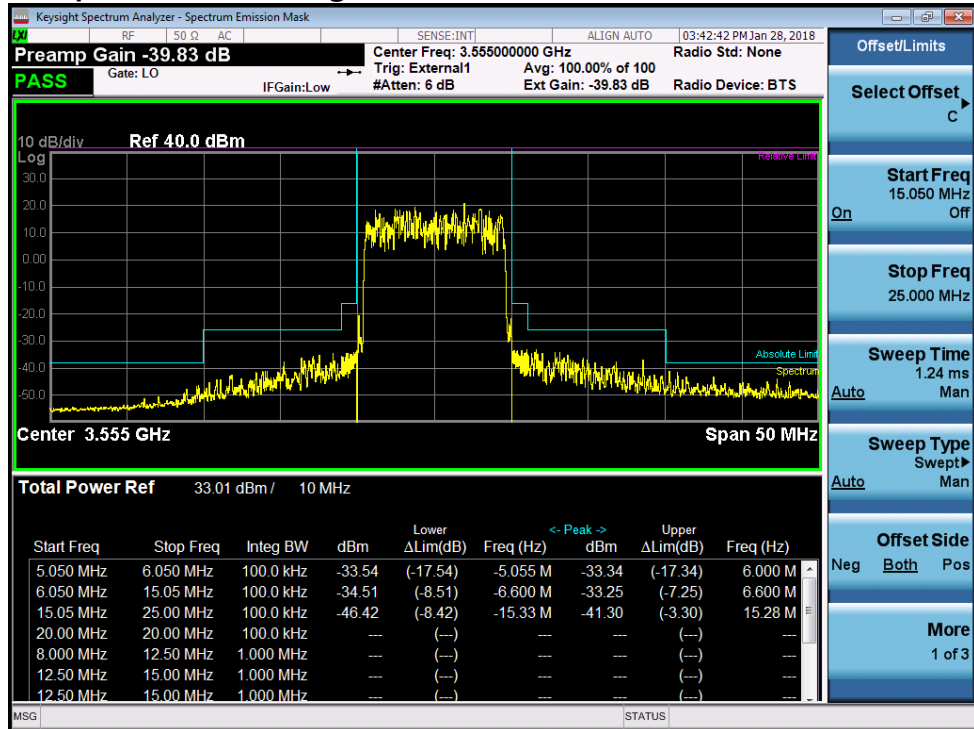 Keysight Spectrum Analyzer - Spectrum Emission Mask
LXI RF 50 Ω AC SENSE:INT ALIGN AUTO 03:42:42 PM Jan 28, 2018
Preamp Gain -39.83 dB Center Freq: 3.555000000 GHz Radio Std: None
Gate: LO Trig: External1 Avg: 100.00% of 100
PASS IFGain:Low #Atten: 6 dB Ext Gain: -39.83 dB Radio Device: BTS
10 dB/div Ref 40.0 dBm
Log
Relative Limit
30.0
20.0
10.0
0.00
-10.0
-20.0
-30.0
Absolute Limit
-40.0
Spectrum
-50.0
Center 3.555 GHz Span 50 MHz
Total Power Ref 33.01 dBm / 10 MHz
Lower <- Peak -> Upper
Start Freq Stop Freq Integ BW dBm ΔLim(dB) Freq (Hz) dBm ΔLim(dB) Freq (Hz)
5.050 MHz 6.050 MHz 100.0 kHz -33.54 (-17.54) -5.055 M -33.34 (-17.34) 6.000 M
6.050 MHz 15.05 MHz 100.0 kHz -34.51 (-8.51) -6.600 M -33.25 (-7.25) 6.600 M
15.05 MHz 25.00 MHz 100.0 kHz -46.42 (-8.42) -15.33 M -41.30 (-3.30) 15.28 M
20.00 MHz 20.00 MHz 100.0 kHz --- (---) --- --- (---) ---
8.000 MHz 12.50 MHz 1.000 MHz --- (---) --- --- (---) ---
12.50 MHz 15.00 MHz 1.000 MHz --- (---) --- --- (---) ---
12.50 MHz 15.00 MHz 1.000 MHz --- (---) --- --- (---) ---
MSG STATUS
Offset/Limits
Select Offset
C
Start Freq
15.050 MHz
On Off
Stop Freq
25.000 MHz
Sweep Time
1.24 ms
Auto Man
Sweep Type
Swept
Auto Man
Offset Side
Neg Both Pos
More
1 of 3